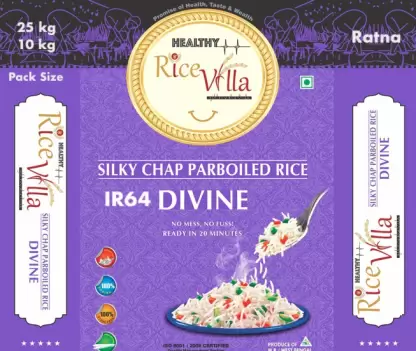 25 kg
10 kg
Pack Size
Promise of Health, Taste & Wealth
HEALTHY
Rice Villa
Ratna
SILKY CHAP PARBOILED RICE
IR64 DIVINE
NO MESS, NO FUSS!
READY IN 20 MINUTES
100%
100%
ISO 9001 : 2008 CERTIFIED
PRODUCE OF
HEALTHY
Rice Villa
SILKY CHAP PARBOILED RICE
DIVINE
HEALTHY
Rice Villa
SILKY CHAP PARBOILED RICE
DIVINE